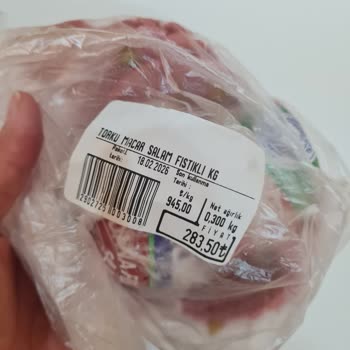 TORKU MACAR SALAM FISTIKLI KG
Paket. Son kullanma
tarihi: 18.02.2026 Tarihi:
₺/kg Net ağırlık
945,00 0,300 kg
FİYAT
283,50₺